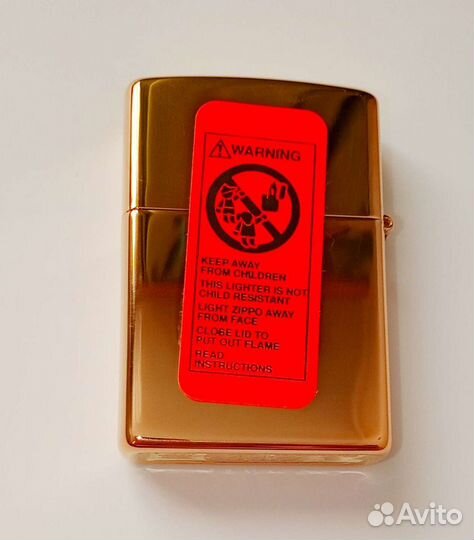 ⚠WARNING
KEEP AWAY
FROM CHILDREN
THIS LIGHTER IS NOT
CHILD RESISTANT
LIGHT ZIPPO AWAY
FROM FACE
CLOSE LID TO
PUT OUT FLAME
READ
INSTRUCTIONS
Avito